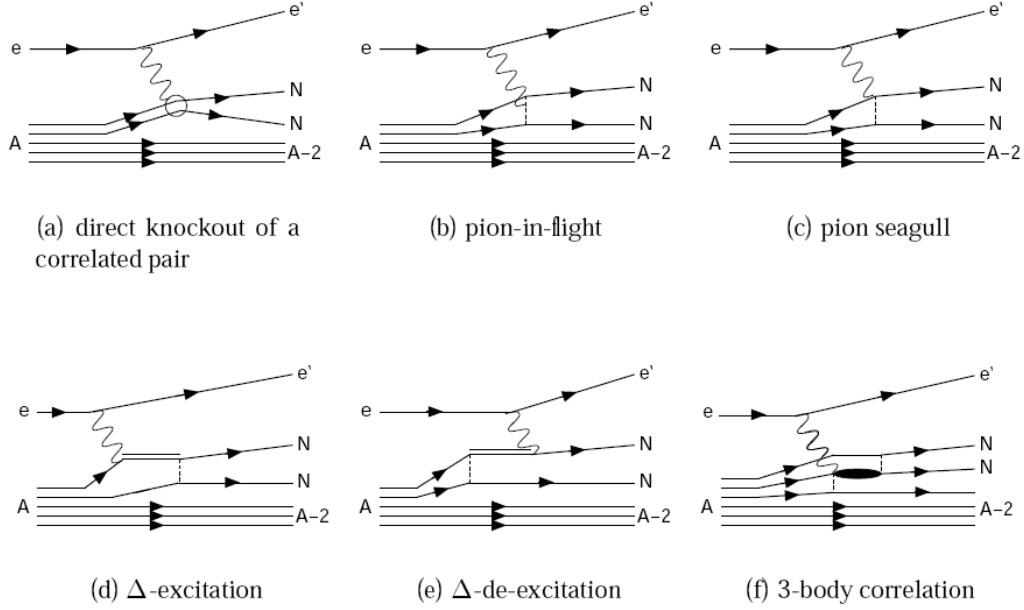 e
e'
N
N
A
A-2
(a) direct knockout of a
correlated pair
e
e'
N
N
A
A-2
(b) pion-in-flight
e
e'
N
N
A
A-2
(c) pion seagull
e
e'
N
N
A
A-2
(d) Δ-excitation
e
e'
N
N
A
A-2
(e) Δ-de-excitation
e
e'
N
N
A
A-2
(f) 3-body correlation